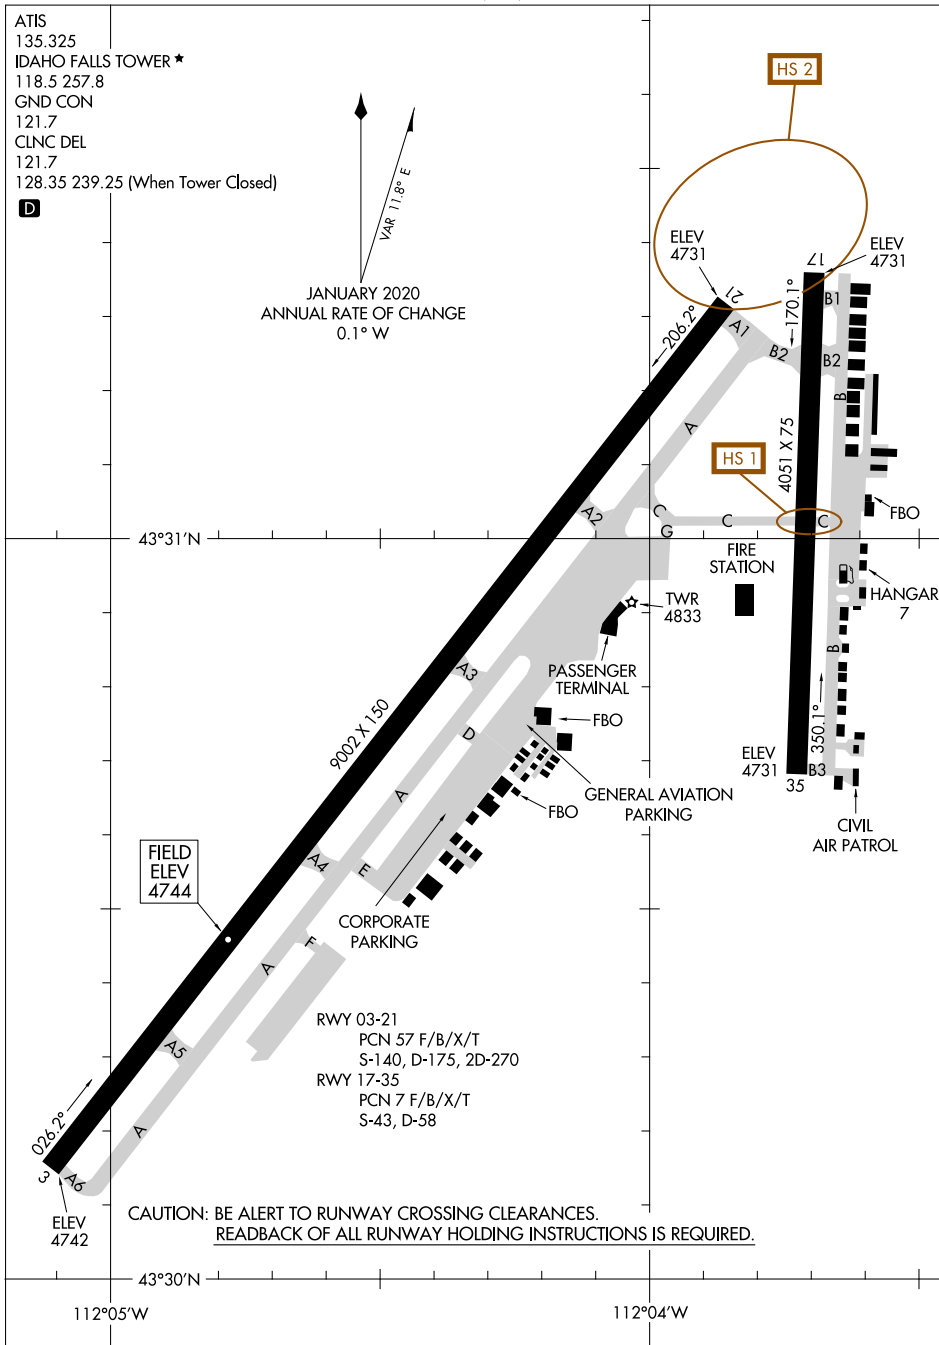 ATIS
135.325
IDAHO FALLS TOWER ★
118.5 257.8
GND CON
121.7
CLNC DEL
121.7
128.35 239.25 (When Tower Closed)
D
VAR 11.8° E
JANUARY 2020
ANNUAL RATE OF CHANGE
0.1° W
HS 2
ELEV
4731
21
17
ELEV
4731
206.2°
170.1°
A1
B1
B2
B2
B
A
4051 X 75
HS 1
A2
C
C
C
G
FBO
43°31'N
FIRE
STATION
HANGAR
7
TWR
4833
PASSENGER
TERMINAL
B
A3
FBO
350.1°
D
9002 X 150
ELEV
4731
B3
35
A
GENERAL AVIATION
PARKING
FBO
CIVIL
AIR PATROL
FIELD
ELEV
4744
A4
E
CORPORATE
PARKING
F
A
RWY 03-21
PCN 57 F/B/X/T
S-140, D-175, 2D-270
RWY 17-35
PCN 7 F/B/X/T
S-43, D-58
A5
026.2°
A
3
A6
ELEV
4742
CAUTION: BE ALERT TO RUNWAY CROSSING CLEARANCES.
READBACK OF ALL RUNWAY HOLDING INSTRUCTIONS IS REQUIRED.
43°30'N
112°05'W
112°04'W